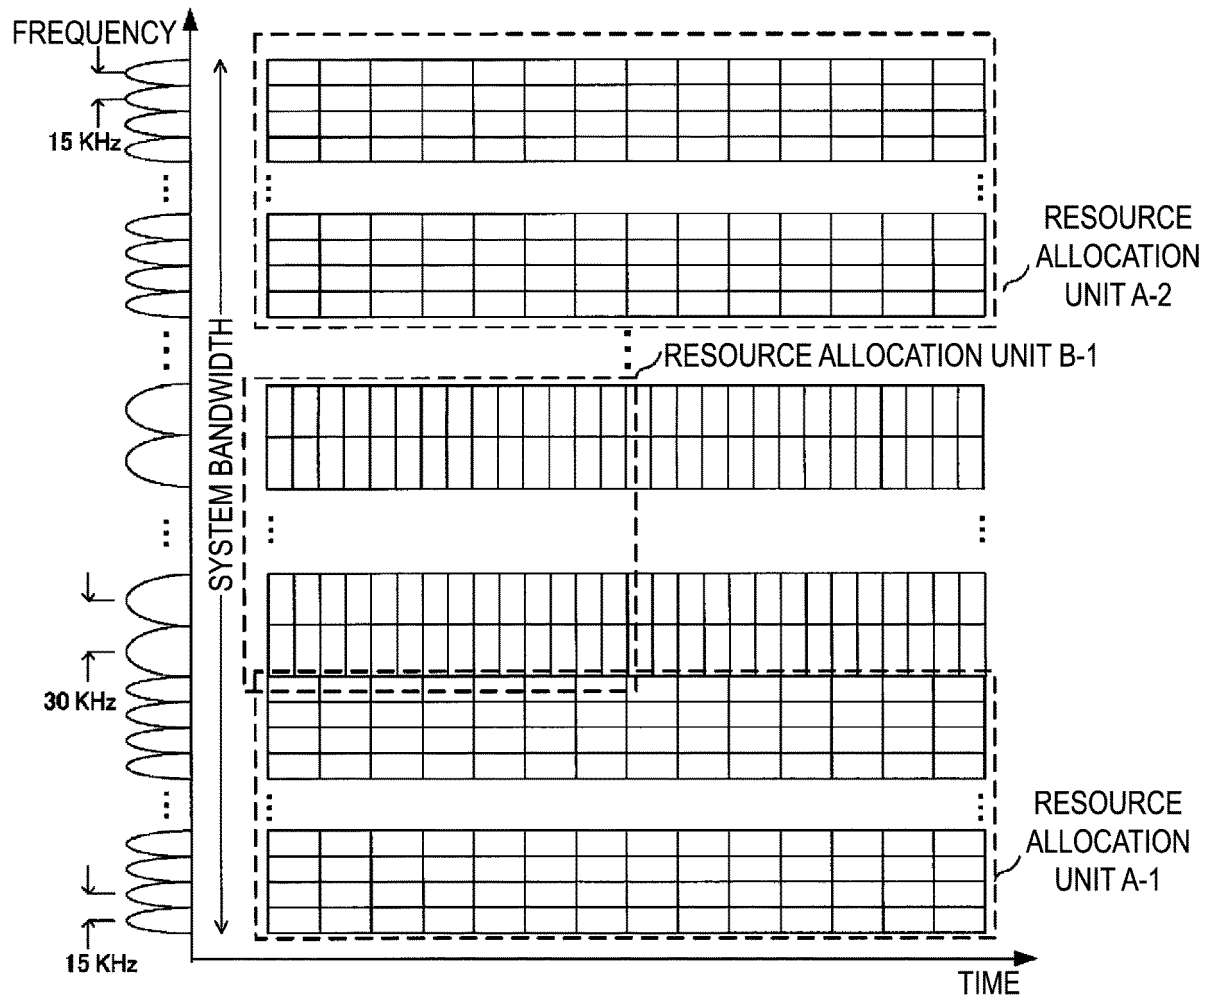 FREQUENCY
15 KHz
RESOURCE
ALLOCATION
UNIT A-2
RESOURCE ALLOCATION UNIT B-1
SYSTEM BANDWIDTH
30 KHz
RESOURCE
ALLOCATION
UNIT A-1
15 KHz
TIME